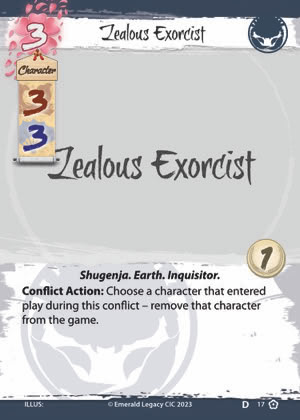 3
Zealous Exorcist
Character
3
3
Zealous Exorcist
1
Shugenja. Earth. Inquisitor.
Conflict Action: Choose a character that entered
play during this conflict – remove that character
from the game.
ILLUS:
© Emerald Legacy CIC 2023
D 17